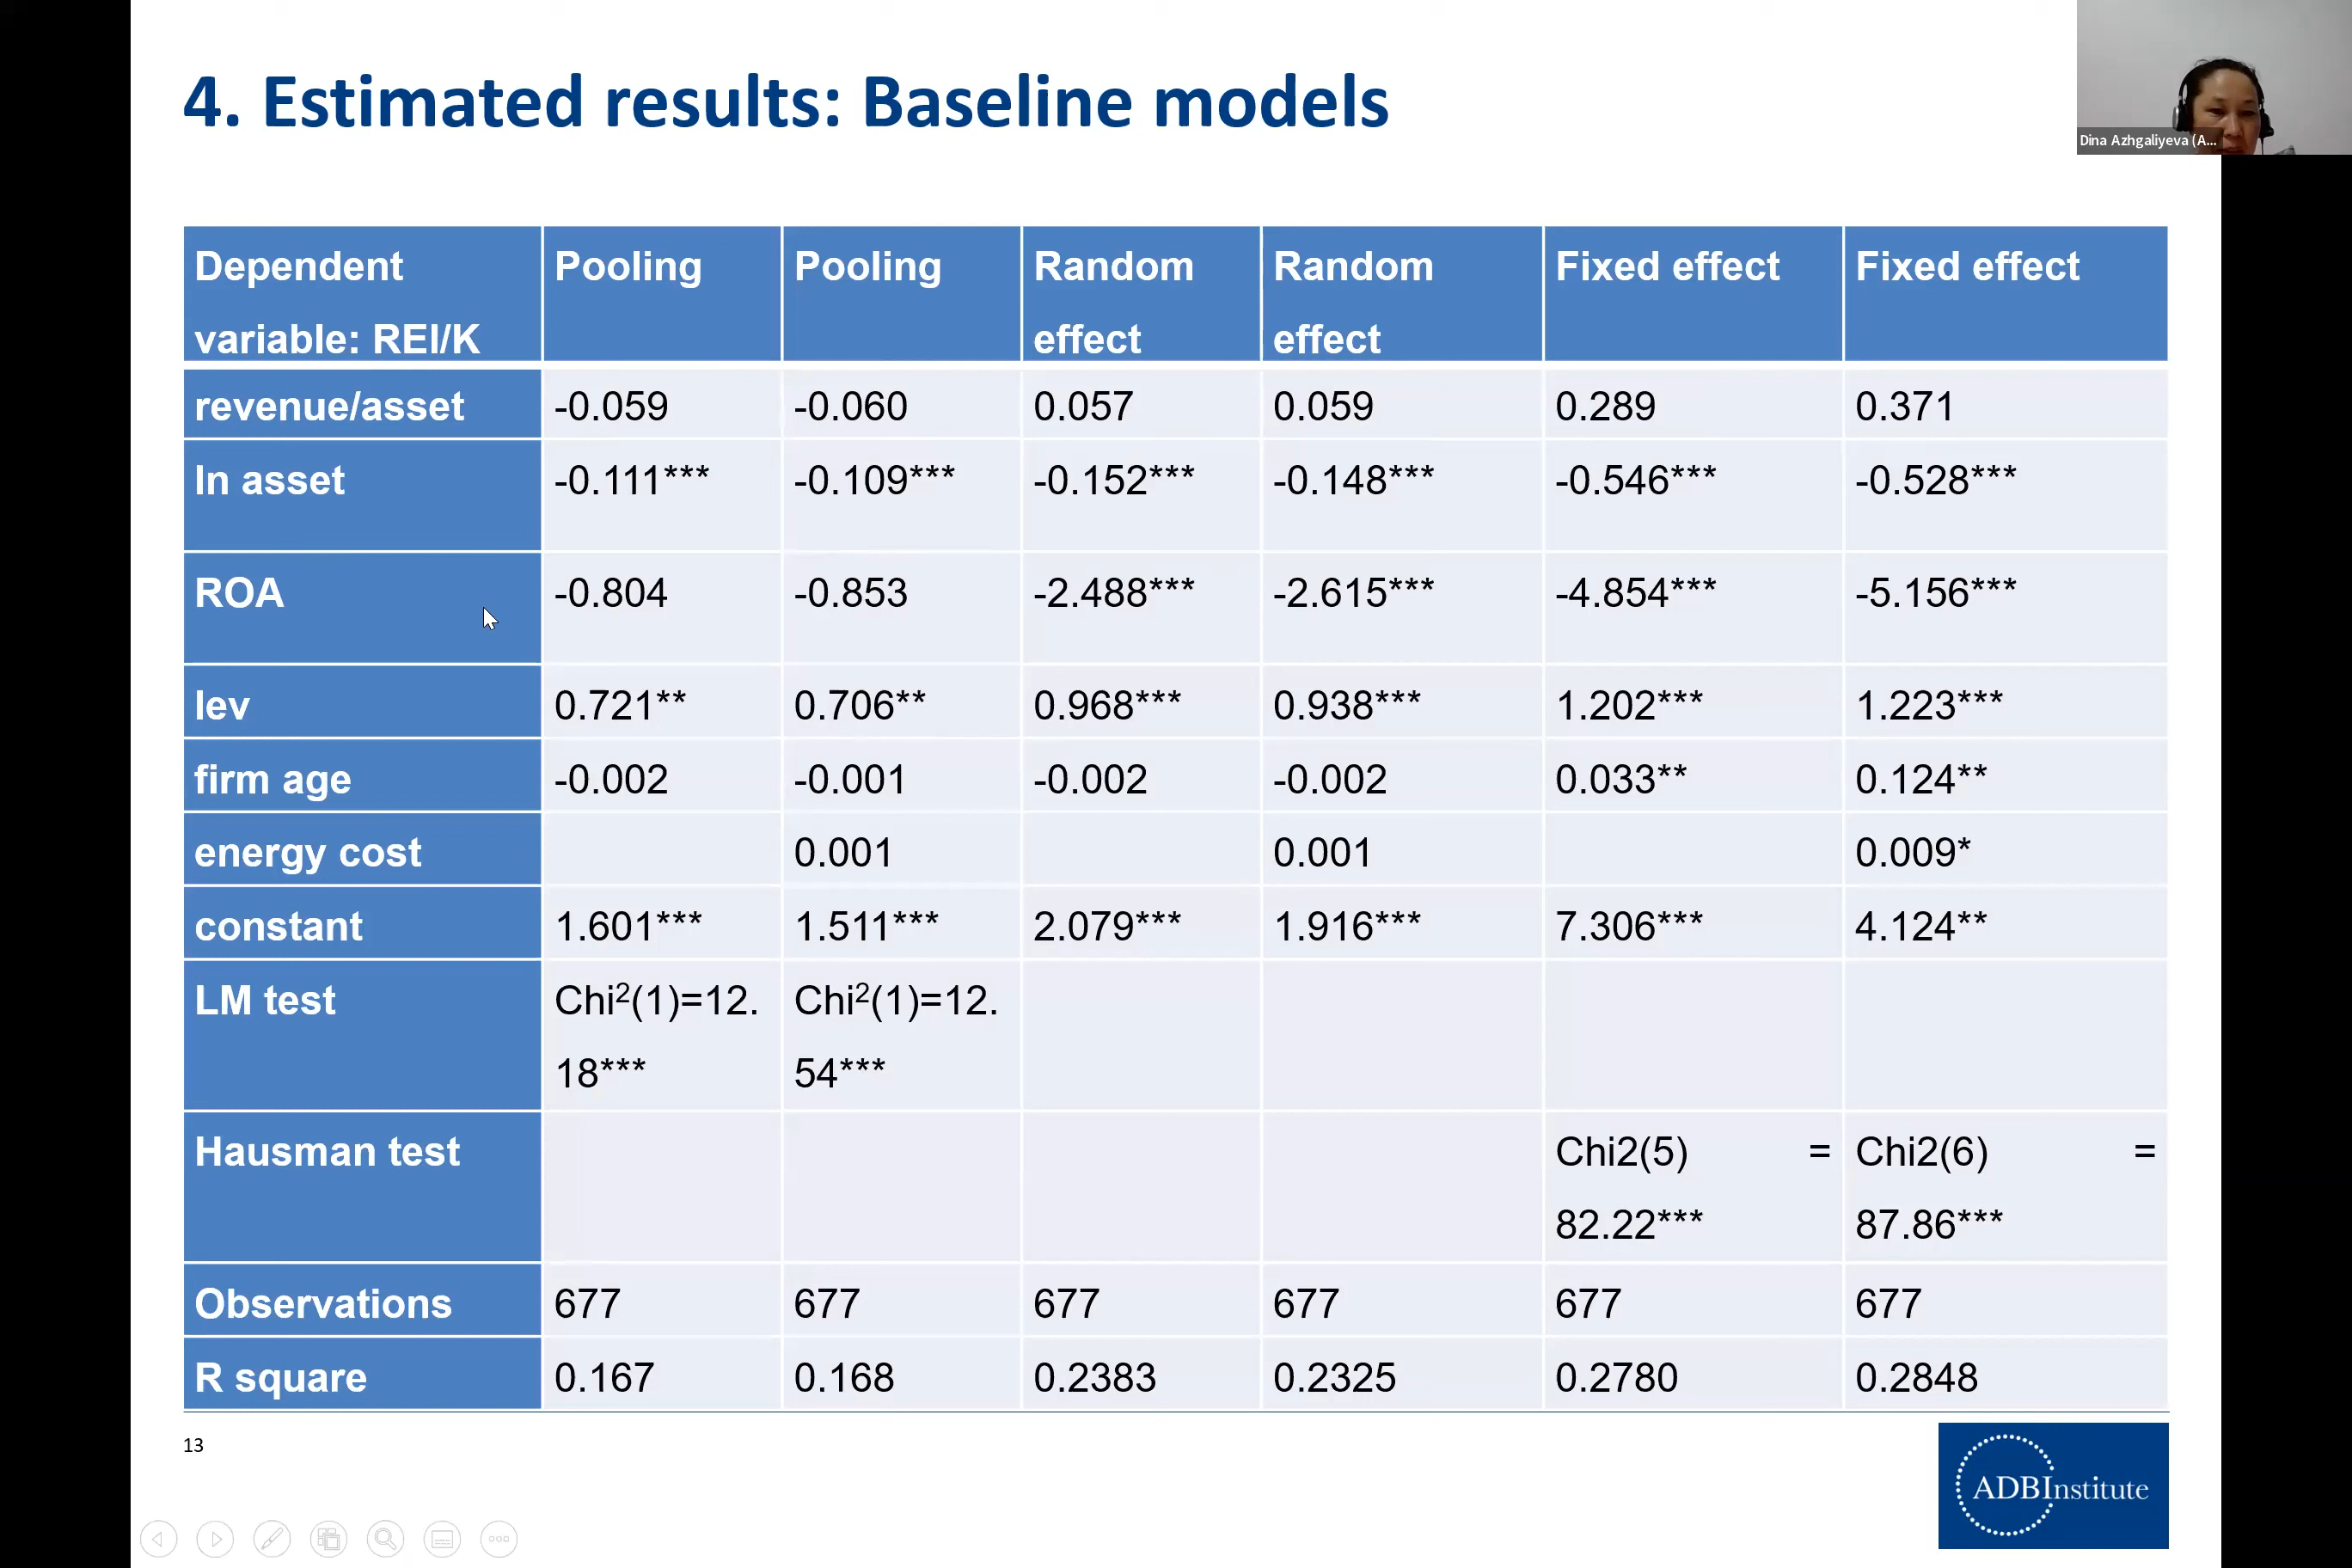 4. Estimated results: Baseline models
Dina Azhgaliyeva (A...
Dependent variable: REI/K Pooling Pooling Random effect Random effect Fixed effect Fixed effect
revenue/asset -0.059 -0.060 0.057 0.059 0.289 0.371
ln asset -0.111*** -0.109*** -0.152*** -0.148*** -0.546*** -0.528***
ROA -0.804 -0.853 -2.488*** -2.615*** -4.854*** -5.156***
lev 0.721** 0.706** 0.968*** 0.938*** 1.202*** 1.223***
firm age -0.002 -0.001 -0.002 -0.002 0.033** 0.124**
energy cost 0.001 0.001 0.009*
constant 1.601*** 1.511*** 2.079*** 1.916*** 7.306*** 4.124**
LM test Chi²(1)=12.18*** Chi²(1)=12.54***
Hausman test Chi2(5) = 82.22*** Chi2(6) = 87.86***
Observations 677 677 677 677 677 677
R square 0.167 0.168 0.2383 0.2325 0.2780 0.2848
13
ADBInstitute